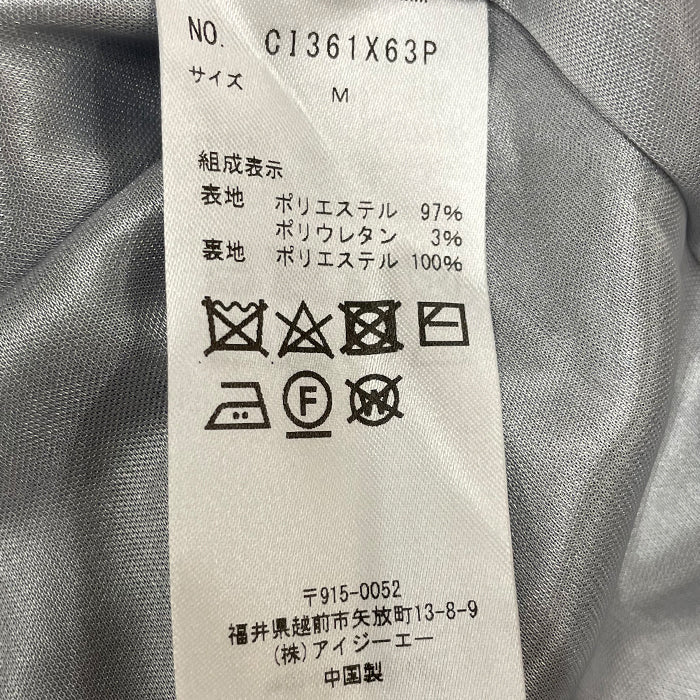 NO. CI361X63P
サイズ M
組成表示
表地 ポリエステル 97%
ポリウレタン 3%
裏地 ポリエステル 100%
F
W
〒915-0052
福井県越前市矢放町13-8-9
(株)アイジーエー
中国製